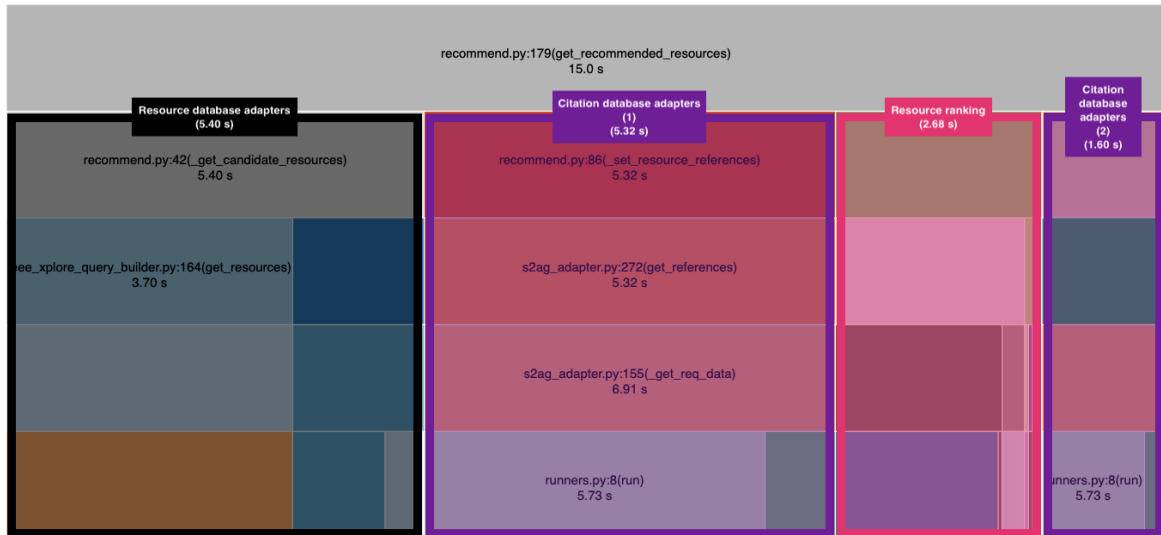 recommend.py:179(get_recommended_resources)
15.0 s
Resource database adapters
(5.40 s)
Citation database adapters
(1)
(5.32 s)
Resource ranking
(2.68 s)
Citation
database
adapters
(2)
(1.60 s)
recommend.py:42(_get_candidate_resources)
5.40 s
recommend.py:86(_set_resource_references)
5.32 s
eee_xplore_query_builder.py:164(get_resources)
3.70 s
s2ag_adapter.py:272(get_references)
5.32 s
s2ag_adapter.py:155(_get_req_data)
6.91 s
runners.py:8(run)
5.73 s
unners.py:8(run)
5.73 s